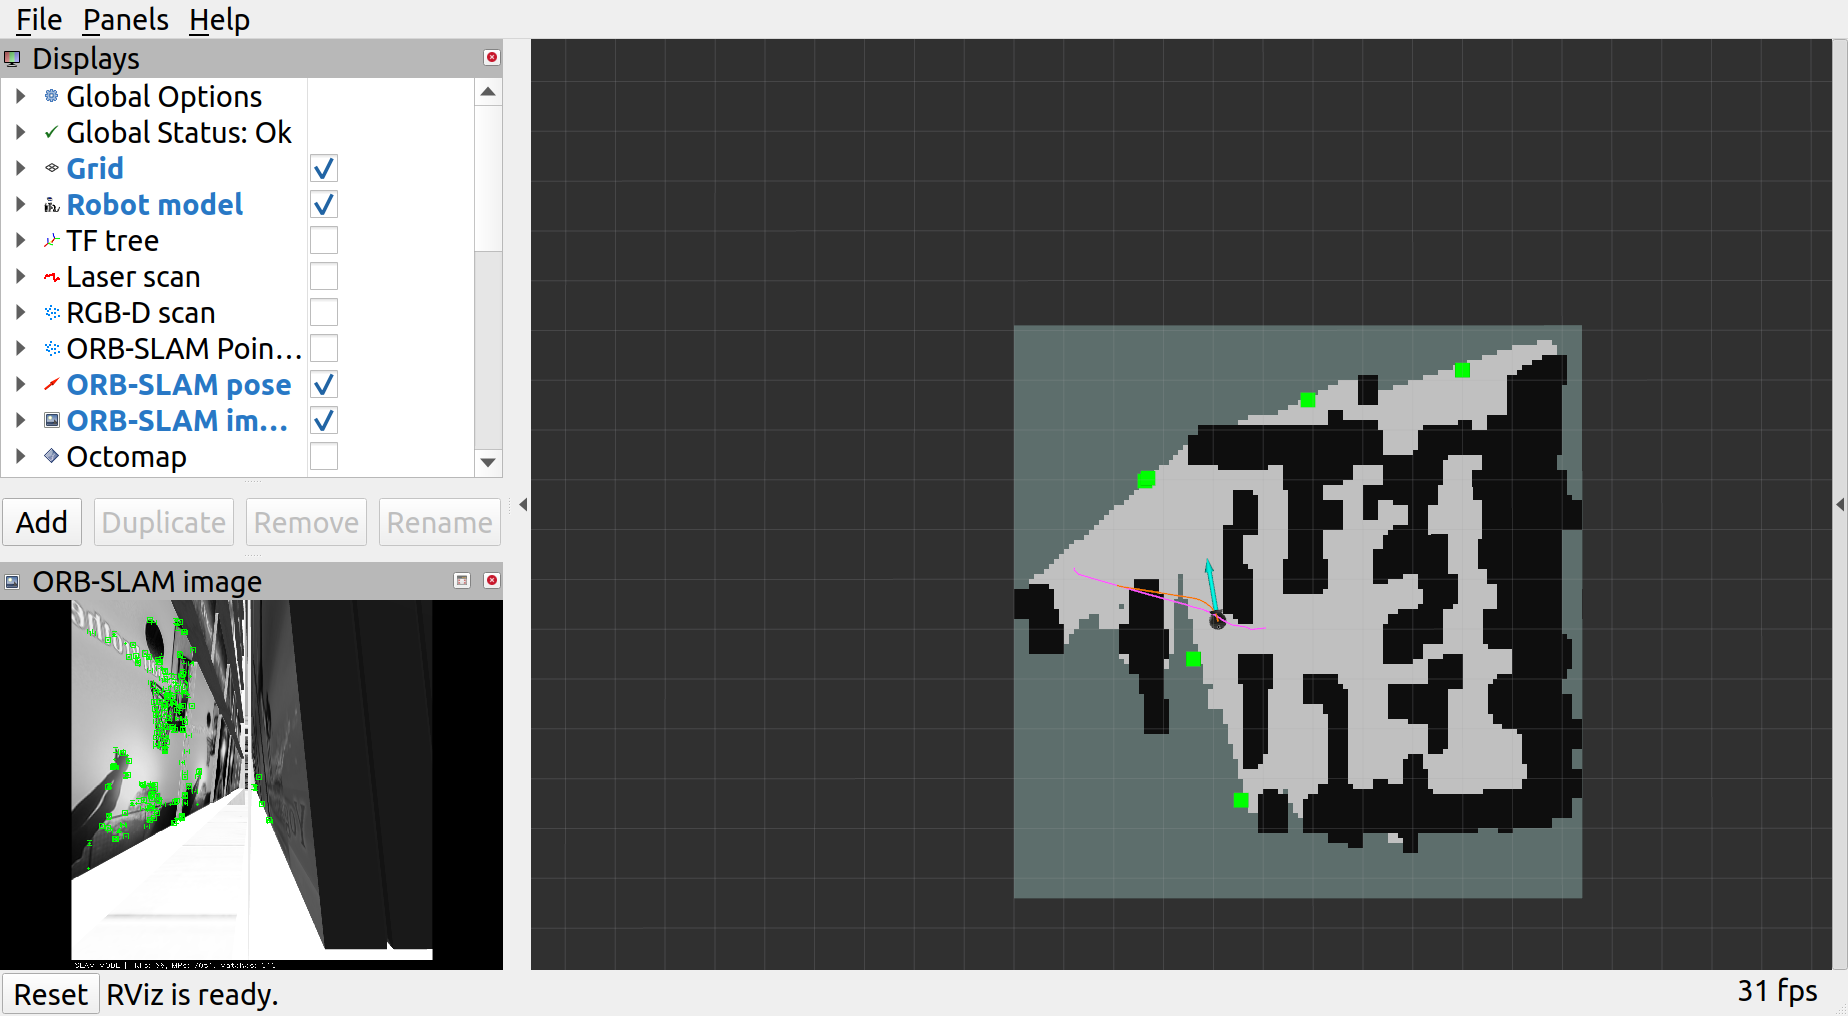 File Panels Help
Displays
Global Options
Global Status: Ok
Grid
Robot model
TF tree
Laser scan
RGB-D scan
ORB-SLAM Poin...
ORB-SLAM pose
ORB-SLAM im...
Octomap
Add Duplicate Remove Rename
ORB-SLAM image
Reset RViz is ready.
31 fps